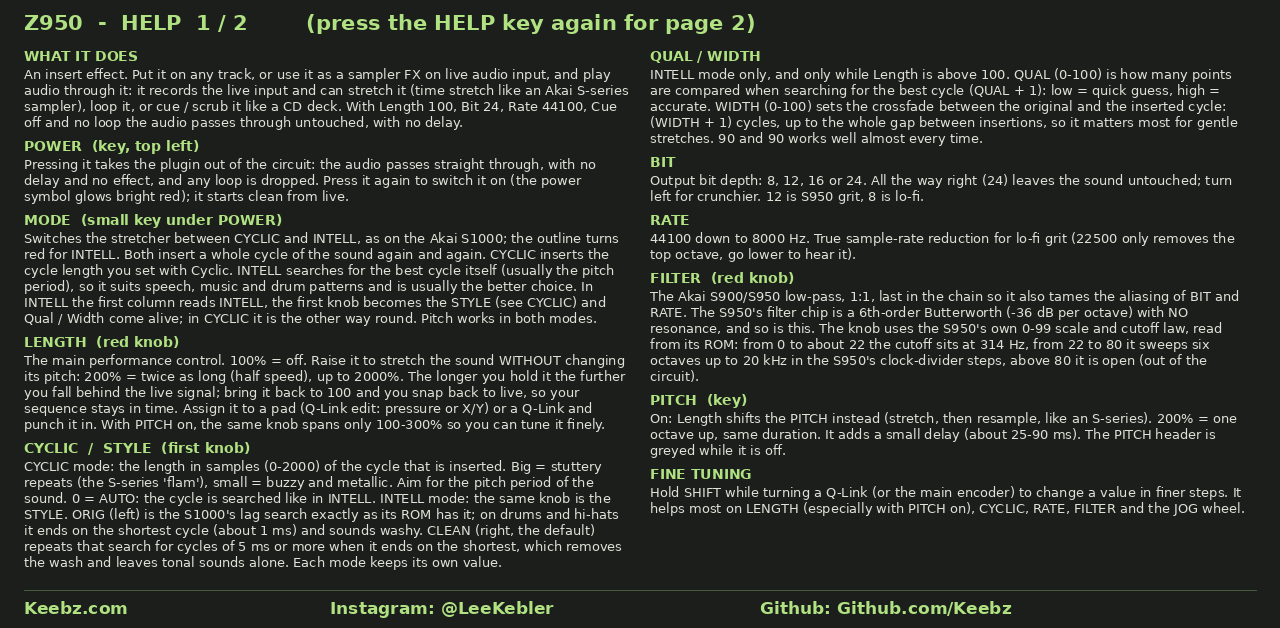 Z950  -  HELP  1 / 2        (press the HELP key again for page 2)
WHAT IT DOES
An insert effect. Put it on any track, or use it as a sampler FX on live audio input, and play
audio through it: it records the live input and can stretch it (time stretch like an Akai S-series
sampler), loop it, or cue / scrub it like a CD deck. With Length 100, Bit 24, Rate 44100, Cue
off and no loop the audio passes through untouched, with no delay.
POWER  (key, top left)
Pressing it takes the plugin out of the circuit: the audio passes straight through, with no
delay and no effect, and any loop is dropped. Press it again to switch it on (the power
symbol glows bright red); it starts clean from live.
MODE  (small key under POWER)
Switches the stretcher between CYCLIC and INTELL, as on the Akai S1000; the outline turns
red for INTELL. Both insert a whole cycle of the sound again and again. CYCLIC inserts the
cycle length you set with Cyclic. INTELL searches for the best cycle itself (usually the pitch
period), so it suits speech, music and drum patterns and is usually the better choice. In
INTELL the first column reads INTELL, the first knob becomes the STYLE (see CYCLIC) and
Qual / Width come alive; in CYCLIC it is the other way round. Pitch works in both modes.
LENGTH  (red knob)
The main performance control. 100% = off. Raise it to stretch the sound WITHOUT changing
its pitch: 200% = twice as long (half speed), up to 2000%. The longer you hold it the further
you fall behind the live signal; bring it back to 100 and you snap back to live, so your
sequence stays in time. Assign it to a pad (Q-Link edit: pressure or X/Y) or a Q-Link and
punch it in. With PITCH on, the same knob spans only 100-300% so you can tune it finely.
CYCLIC  /  STYLE  (first knob)
CYCLIC mode: the length in samples (0-2000) of the cycle that is inserted. Big = stuttery
repeats (the S-series 'flam'), small = buzzy and metallic. Aim for the pitch period of the
sound. 0 = AUTO: the cycle is searched like in INTELL. INTELL mode: the same knob is the
STYLE. ORIG (left) is the S1000's lag search exactly as its ROM has it; on drums and hi-hats
it ends on the shortest cycle (about 1 ms) and sounds washy. CLEAN (right, the default)
repeats that search for cycles of 5 ms or more when it ends on the shortest, which removes
the wash and leaves tonal sounds alone. Each mode keeps its own value.
QUAL / WIDTH
INTELL mode only, and only while Length is above 100. QUAL (0-100) is how many points
are compared when searching for the best cycle (QUAL + 1): low = quick guess, high =
accurate. WIDTH (0-100) sets the crossfade between the original and the inserted cycle:
(WIDTH + 1) cycles, up to the whole gap between insertions, so it matters most for gentle
stretches. 90 and 90 works well almost every time.
BIT
Output bit depth: 8, 12, 16 or 24. All the way right (24) leaves the sound untouched; turn
left for crunchier. 12 is S950 grit, 8 is lo-fi.
RATE
44100 down to 8000 Hz. True sample-rate reduction for lo-fi grit (22500 only removes the
top octave, go lower to hear it).
FILTER  (red knob)
The Akai S900/S950 low-pass, 1:1, last in the chain so it also tames the aliasing of BIT and
RATE. The S950's filter chip is a 6th-order Butterworth (-36 dB per octave) with NO
resonance, and so is this. The knob uses the S950's own 0-99 scale and cutoff law, read
from its ROM: from 0 to about 22 the cutoff sits at 314 Hz, from 22 to 80 it sweeps six
octaves up to 20 kHz in the S950's clock-divider steps, above 80 it is open (out of the
circuit).
PITCH  (key)
On: Length shifts the PITCH instead (stretch, then resample, like an S-series). 200% = one
octave up, same duration. It adds a small delay (about 25-90 ms). The PITCH header is
greyed while it is off.
FINE TUNING
Hold SHIFT while turning a Q-Link (or the main encoder) to change a value in finer steps. It
helps most on LENGTH (especially with PITCH on), CYCLIC, RATE, FILTER and the JOG wheel.
Keebz.com
Instagram: @LeeKebler
Github: Github.com/Keebz